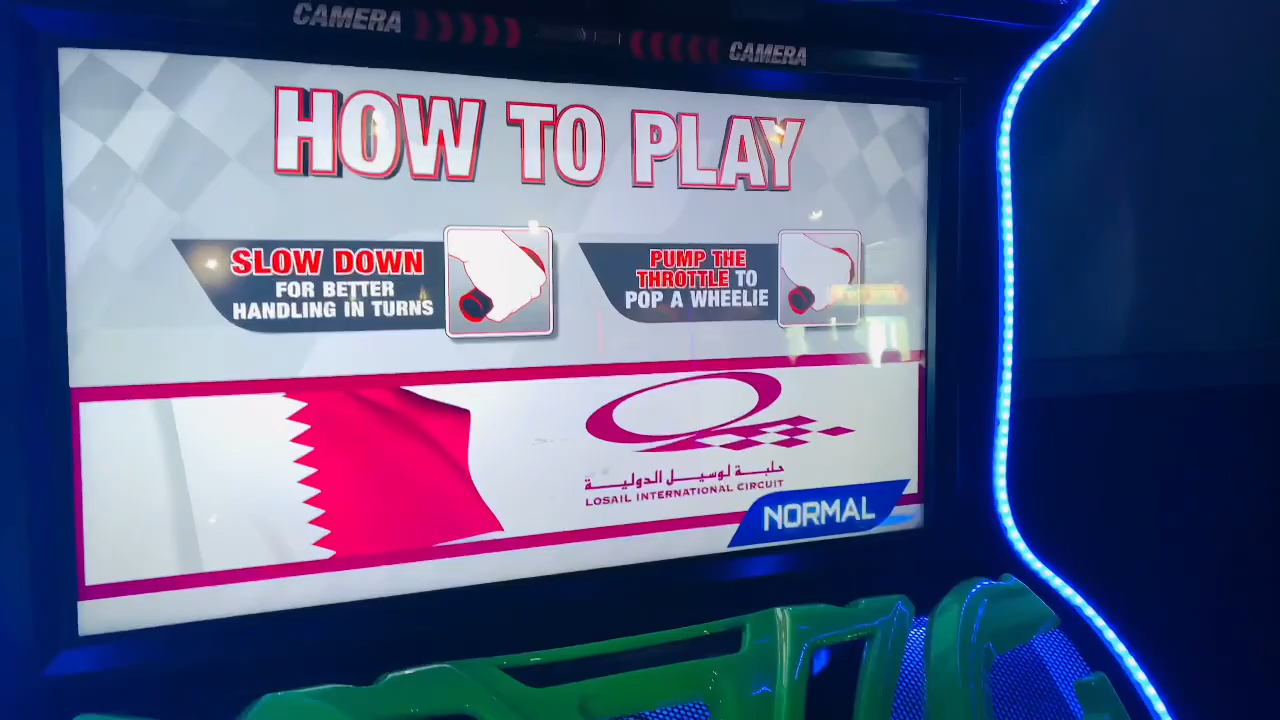 CAMERA
CAMERA
HOW TO PLAY
SLOW DOWN
FOR BETTER
HANDLING IN TURNS
PUMP THE
THROTTLE TO
POP A WHEELIE
حلبة لوسيل الدولية
LOSAIL INTERNATIONAL CIRCUIT
NORMAL